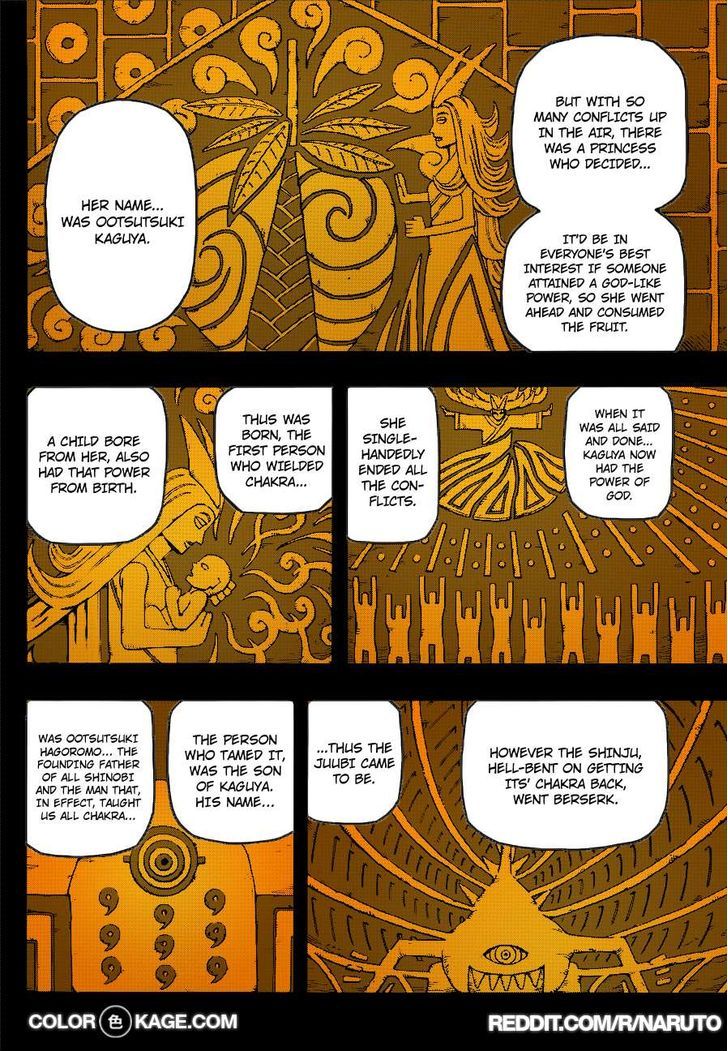 BUT WITH SO
MANY CONFLICTS UP
IN THE AIR, THERE
WAS A PRINCESS
WHO DECIDED...
IT'D BE IN
EVERYONE'S BEST
INTEREST IF SOMEONE
ATTAINED A GOD-LIKE
POWER, SO SHE WENT
AHEAD AND CONSUMED
THE FRUIT.
HER NAME...
WAS OOTSUTSUKI
KAGUYA.
WHEN IT
WAS ALL SAID
AND DONE...
KAGUYA NOW
HAD THE
POWER OF
GOD.
SHE
SINGLE-
HANDEDLY
ENDED ALL
THE CON-
FLICTS.
THUS WAS
BORN, THE
FIRST PERSON
WHO WIELDED
CHAKRA...
A CHILD BORE
FROM HER, ALSO
HAD THAT POWER
FROM BIRTH.
HOWEVER THE SHINJU,
HELL-BENT ON GETTING
ITS' CHAKRA BACK,
WENT BERSERK.
...THUS THE
JUUBI CAME
TO BE.
THE PERSON
WHO TAMED IT,
WAS THE SON
OF KAGUYA.
HIS NAME...
WAS OOTSUTSUKI
HAGOROMO... THE
FOUNDING FATHER
OF ALL SHINOBI
AND THE MAN THAT,
IN EFFECT, TAUGHT
US ALL CHAKRA...
COLOR 色 KAGE.COM
REDDIT.COM/R/NARUTO